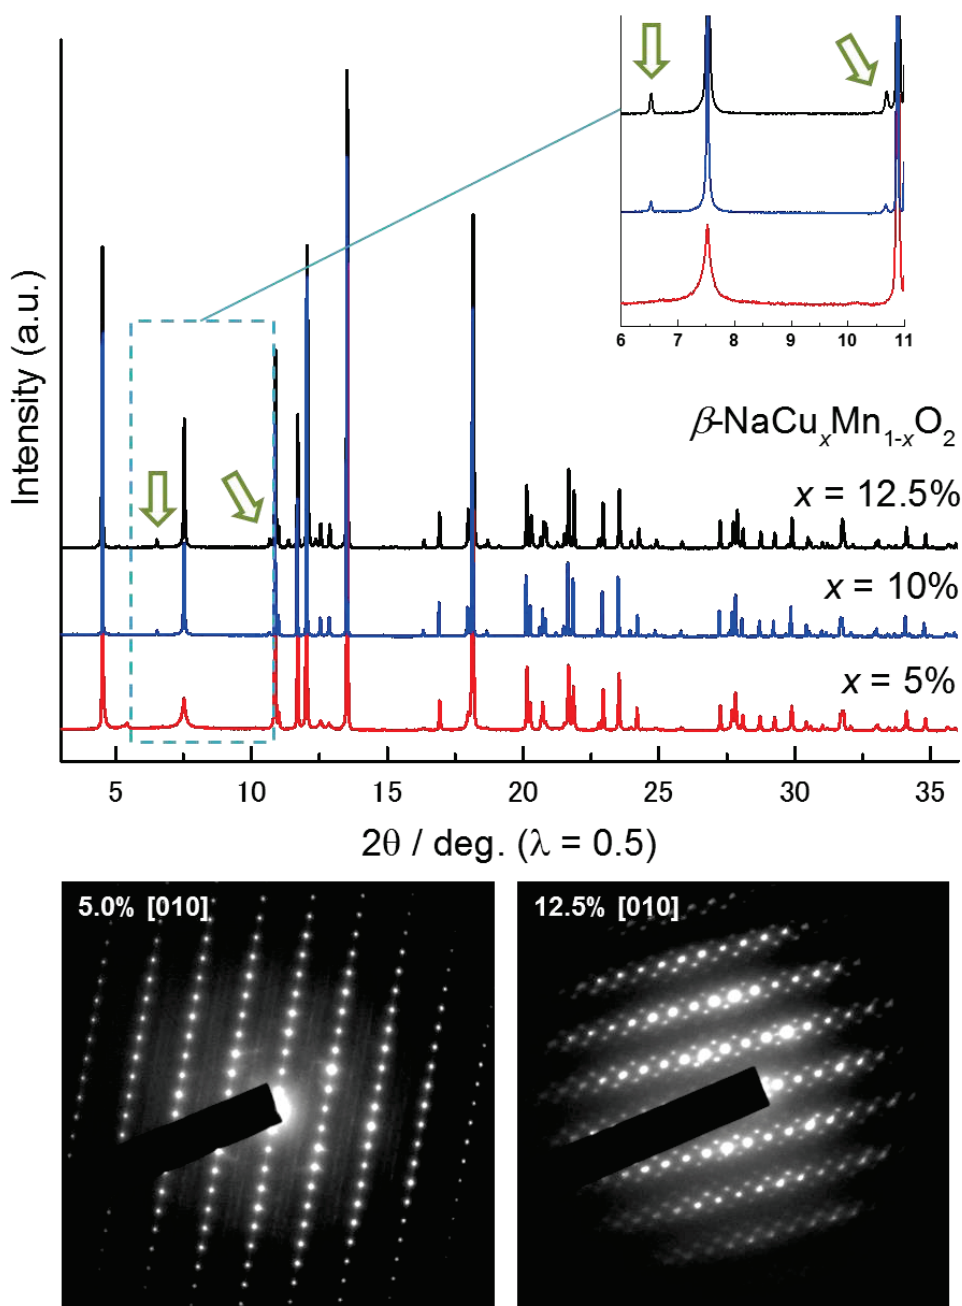 6 7 8 9 10 11
Intensity (a.u.)
β-NaCuxMn1-xO2
x = 12.5%
x = 10%
x = 5%
5 10 15 20 25 30 35
2θ / deg. (λ = 0.5)
5.0% [010]
12.5% [010]